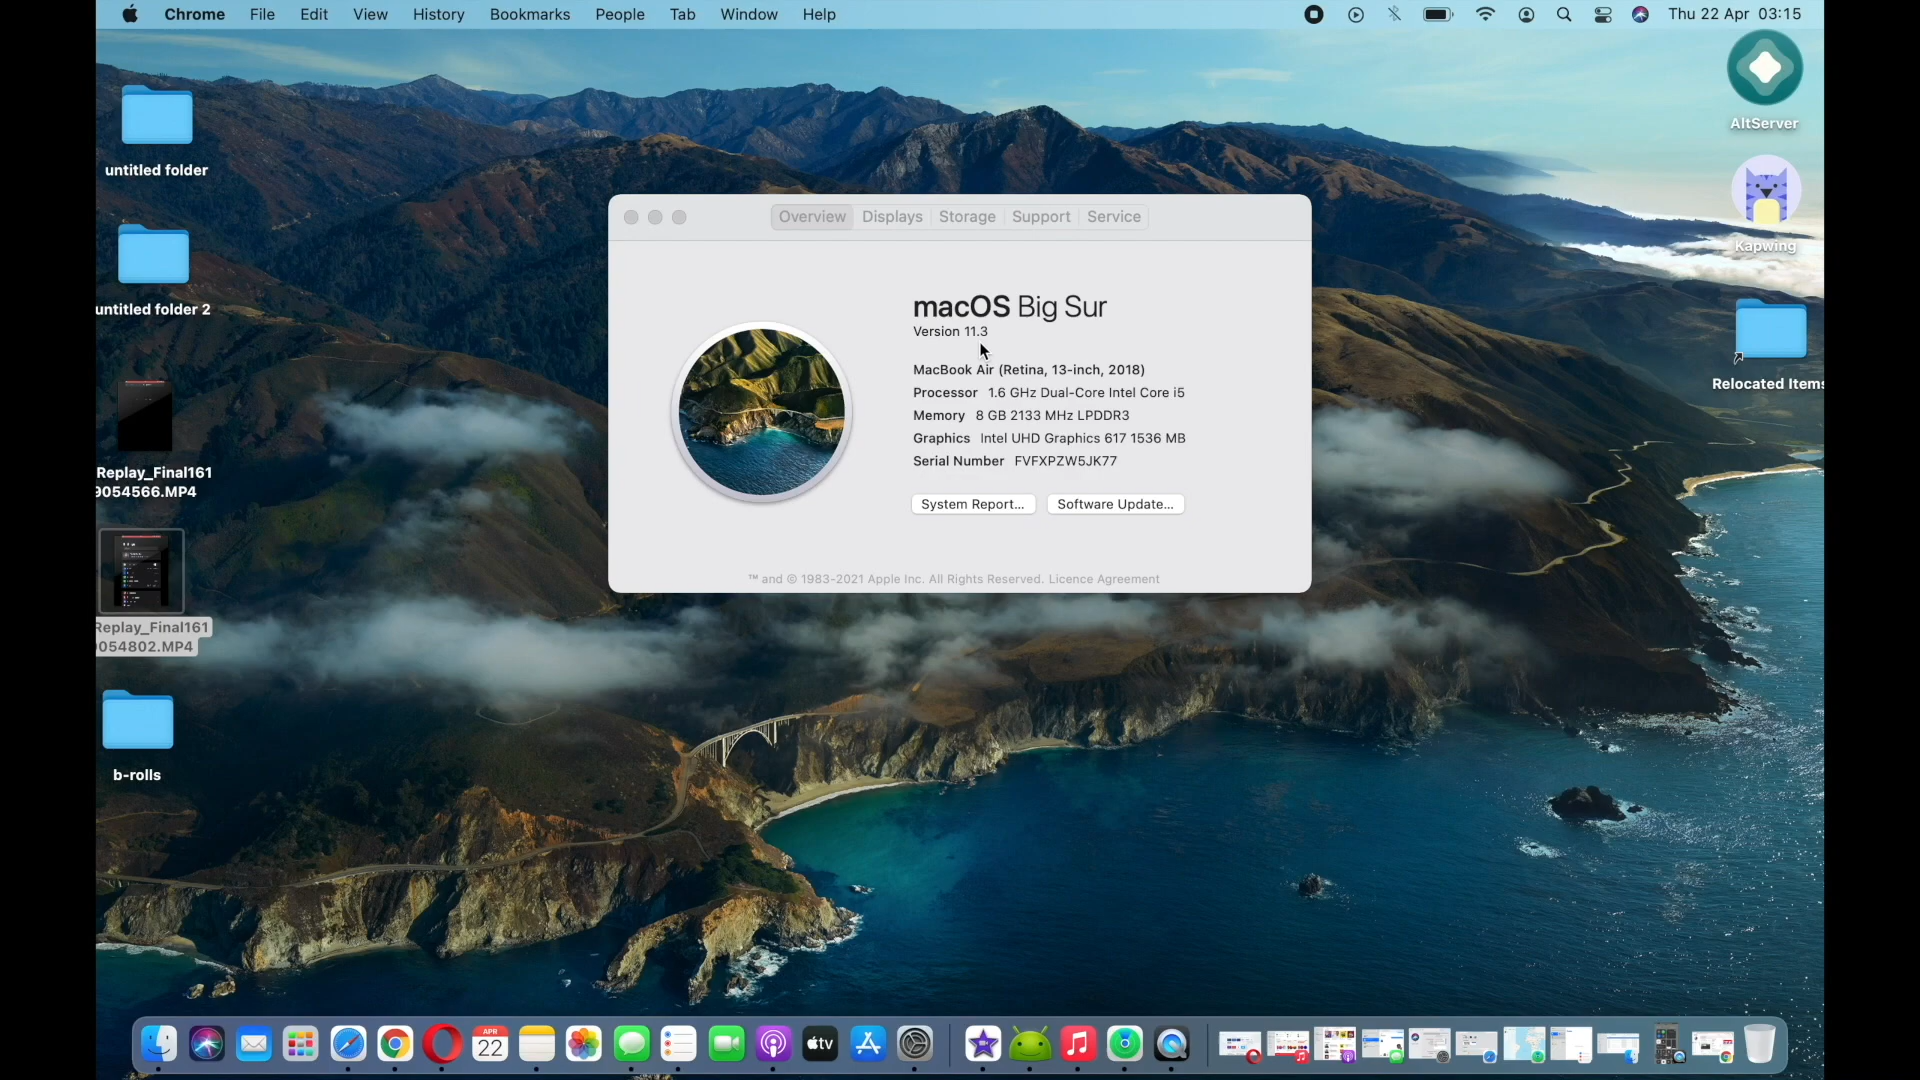 Chrome File Edit View History Bookmarks People Tab Window Help Thu 22 Apr 03:15
AltServer
untitled folder
Kapwing
untitled folder 2
Relocated Items
Replay_Final161
9054566.MP4
Replay_Final161
054802.MP4
b-rolls
Overview Displays Storage Support Service
macOS Big Sur
Version 11.3
MacBook Air (Retina, 13-inch, 2018)
Processor 1.6 GHz Dual-Core Intel Core i5
Memory 8 GB 2133 MHz LPDDR3
Graphics Intel UHD Graphics 617 1536 MB
Serial Number FVFXPZW5JK77
System Report... Software Update...
™ and © 1983-2021 Apple Inc. All Rights Reserved. Licence Agreement
APR
22
tv